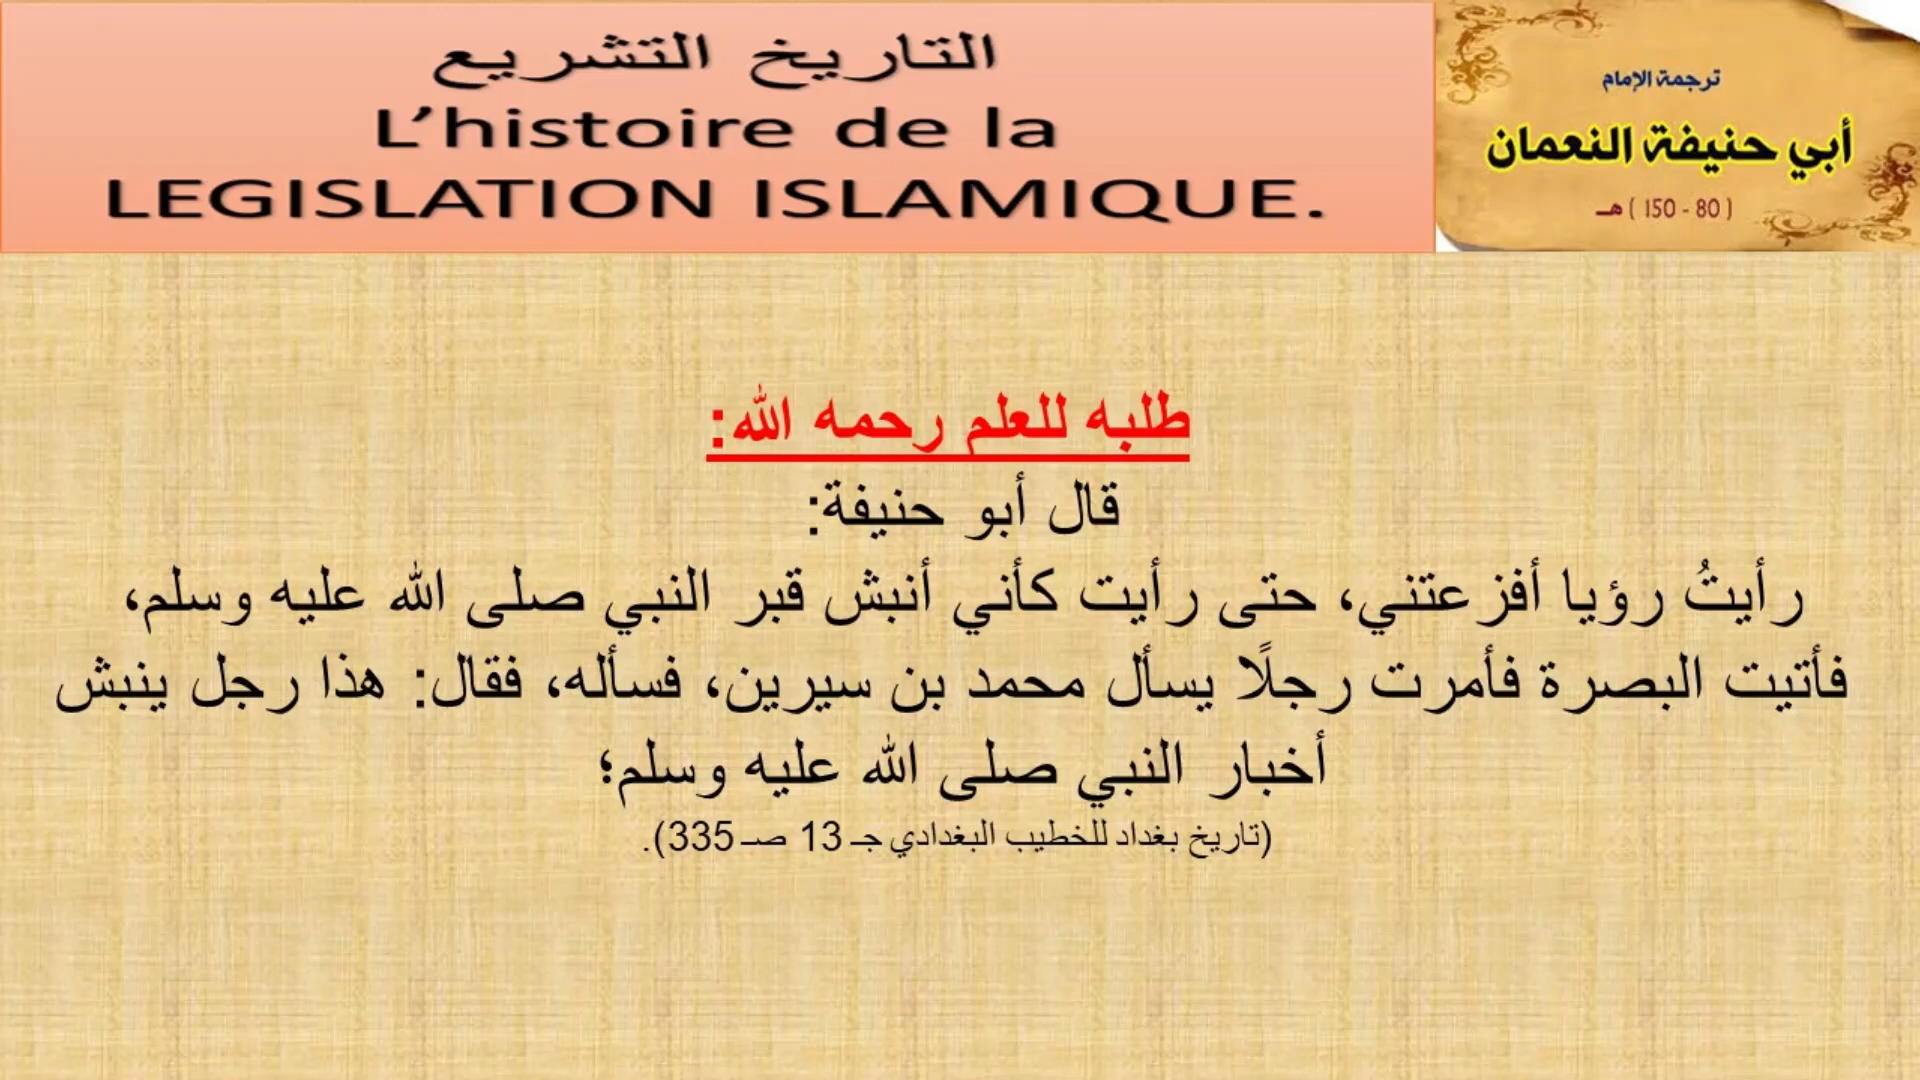 التاريخ التشريع
L’histoire de la
LEGISLATION ISLAMIQUE.
ترجمة الإمام
أبي حنيفة النعمان
( 80 - 150 ) هـ
طلبه للعلم رحمه الله:
قال أبو حنيفة:
رأيتُ رؤيا أفزعتني، حتى رأيت كأني أنبش قبر النبي صلى الله عليه وسلم،
فأتيت البصرة فأمرت رجلًا يسأل محمد بن سيرين، فسأله، فقال: هذا رجل ينبش
أخبار النبي صلى الله عليه وسلم؛
(تاريخ بغداد للخطيب البغدادي جـ 13 صـ 335).